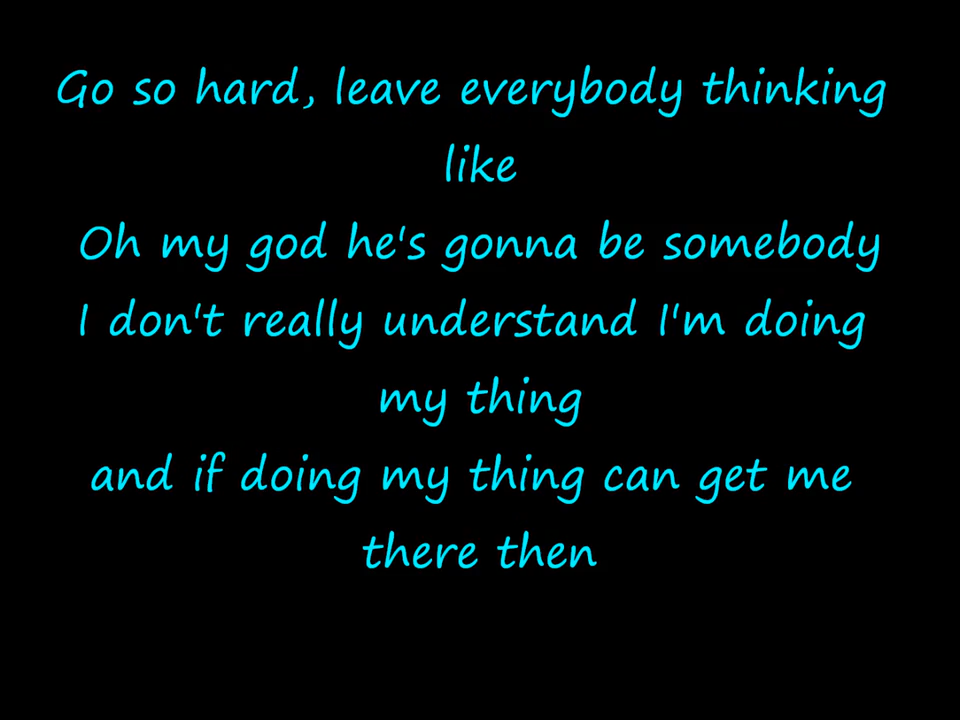 Go so hard, leave everybody thinking
like
Oh my god he's gonna be somebody
I don't really understand I'm doing
my thing
and if doing my thing can get me
there then